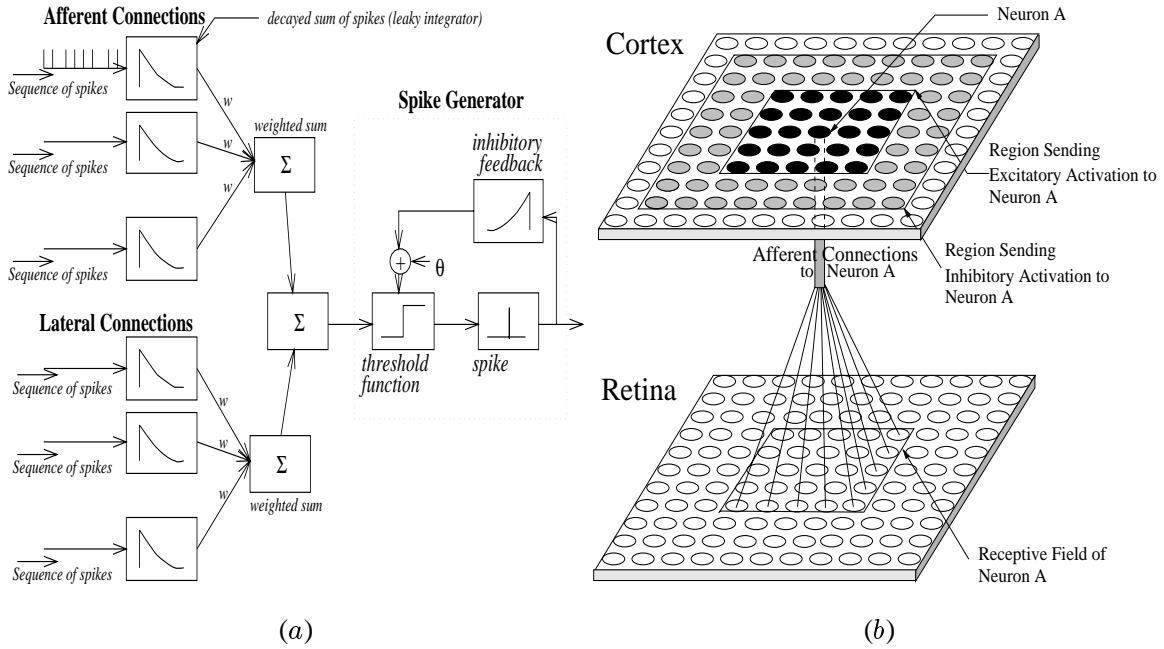 Afferent Connections
decayed sum of spikes (leaky integrator)
Sequence of spikes
w
Spike Generator
weighted sum
Sequence of spikes
w
Σ
inhibitory
feedback
w
Sequence of spikes
+
θ
Lateral Connections
Σ
threshold
function
spike
Sequence of spikes
w
w
Sequence of spikes
Σ
w
weighted sum
Sequence of spikes
(a)
Neuron A
Cortex
Region Sending
Excitatory Activation to
Neuron A
Afferent Connections
to Neuron A
Region Sending
Inhibitory Activation to
Neuron A
Retina
Receptive Field of
Neuron A
(b)